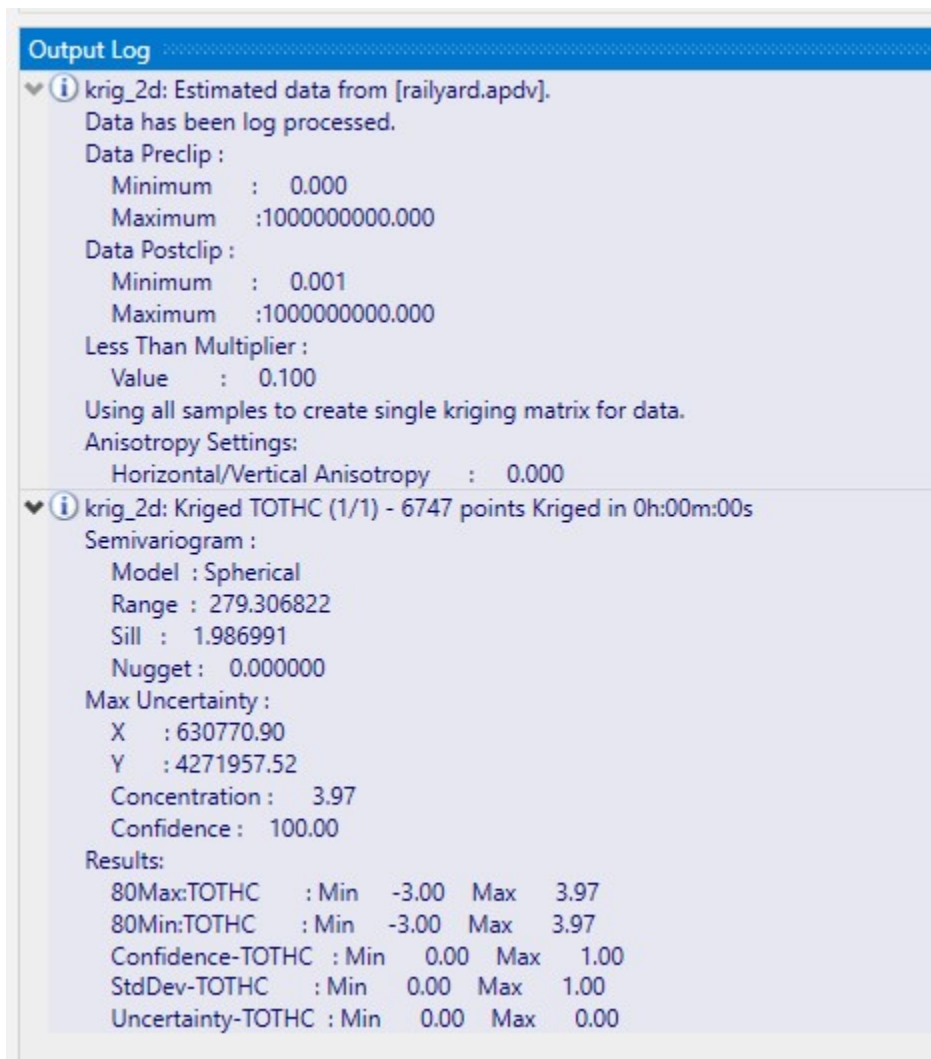 Output Log
krig_2d: Estimated data from [railyard.apdv].
Data has been log processed.
Data Preclip :
Minimum : 0.000
Maximum :1000000000.000
Data Postclip :
Minimum : 0.001
Maximum :1000000000.000
Less Than Multiplier :
Value : 0.100
Using all samples to create single kriging matrix for data.
Anisotropy Settings:
Horizontal/Vertical Anisotropy : 0.000
krig_2d: Kriged TOTHC (1/1) - 6747 points Kriged in 0h:00m:00s
Semivariogram :
Model : Spherical
Range : 279.306822
Sill : 1.986991
Nugget : 0.000000
Max Uncertainty :
X : 630770.90
Y : 4271957.52
Concentration : 3.97
Confidence : 100.00
Results:
80Max:TOTHC : Min -3.00 Max 3.97
80Min:TOTHC : Min -3.00 Max 3.97
Confidence-TOTHC : Min 0.00 Max 1.00
StdDev-TOTHC : Min 0.00 Max 1.00
Uncertainty-TOTHC : Min 0.00 Max 0.00